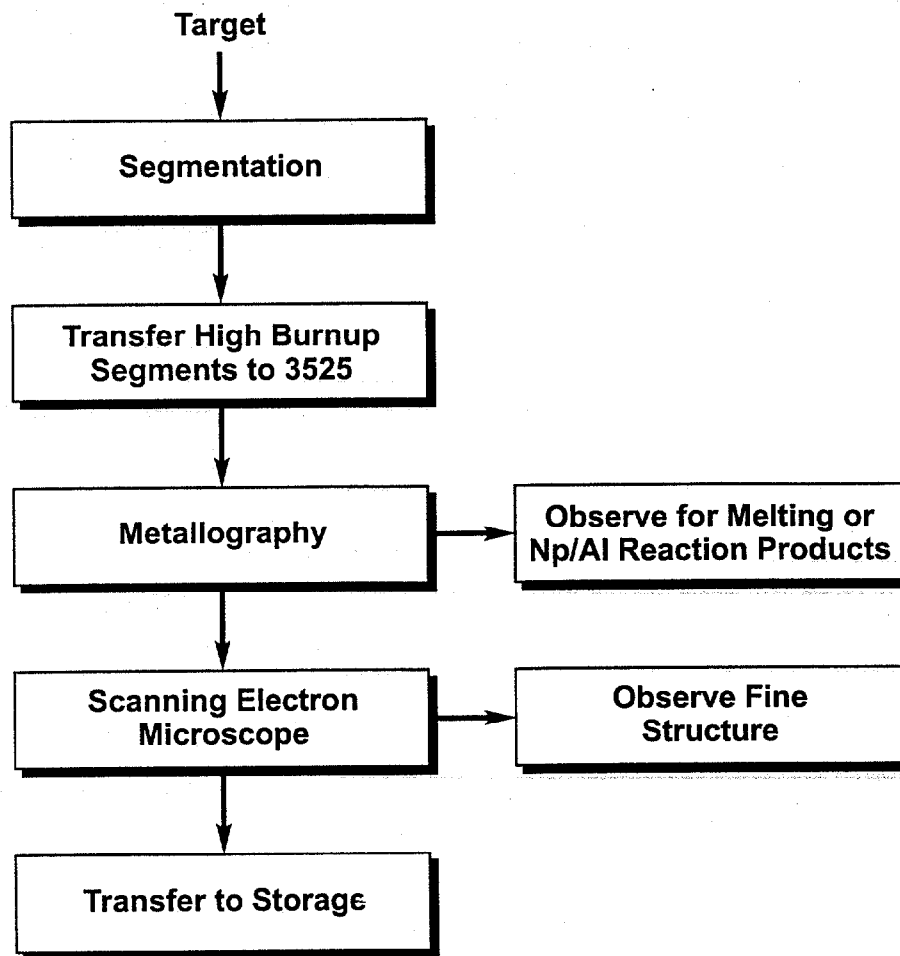 Target
Segmentation
Transfer High Burnup
Segments to 3525
Metallography
Observe for Melting or
Np/Al Reaction Products
Scanning Electron
Microscope
Observe Fine
Structure
Transfer to Storage